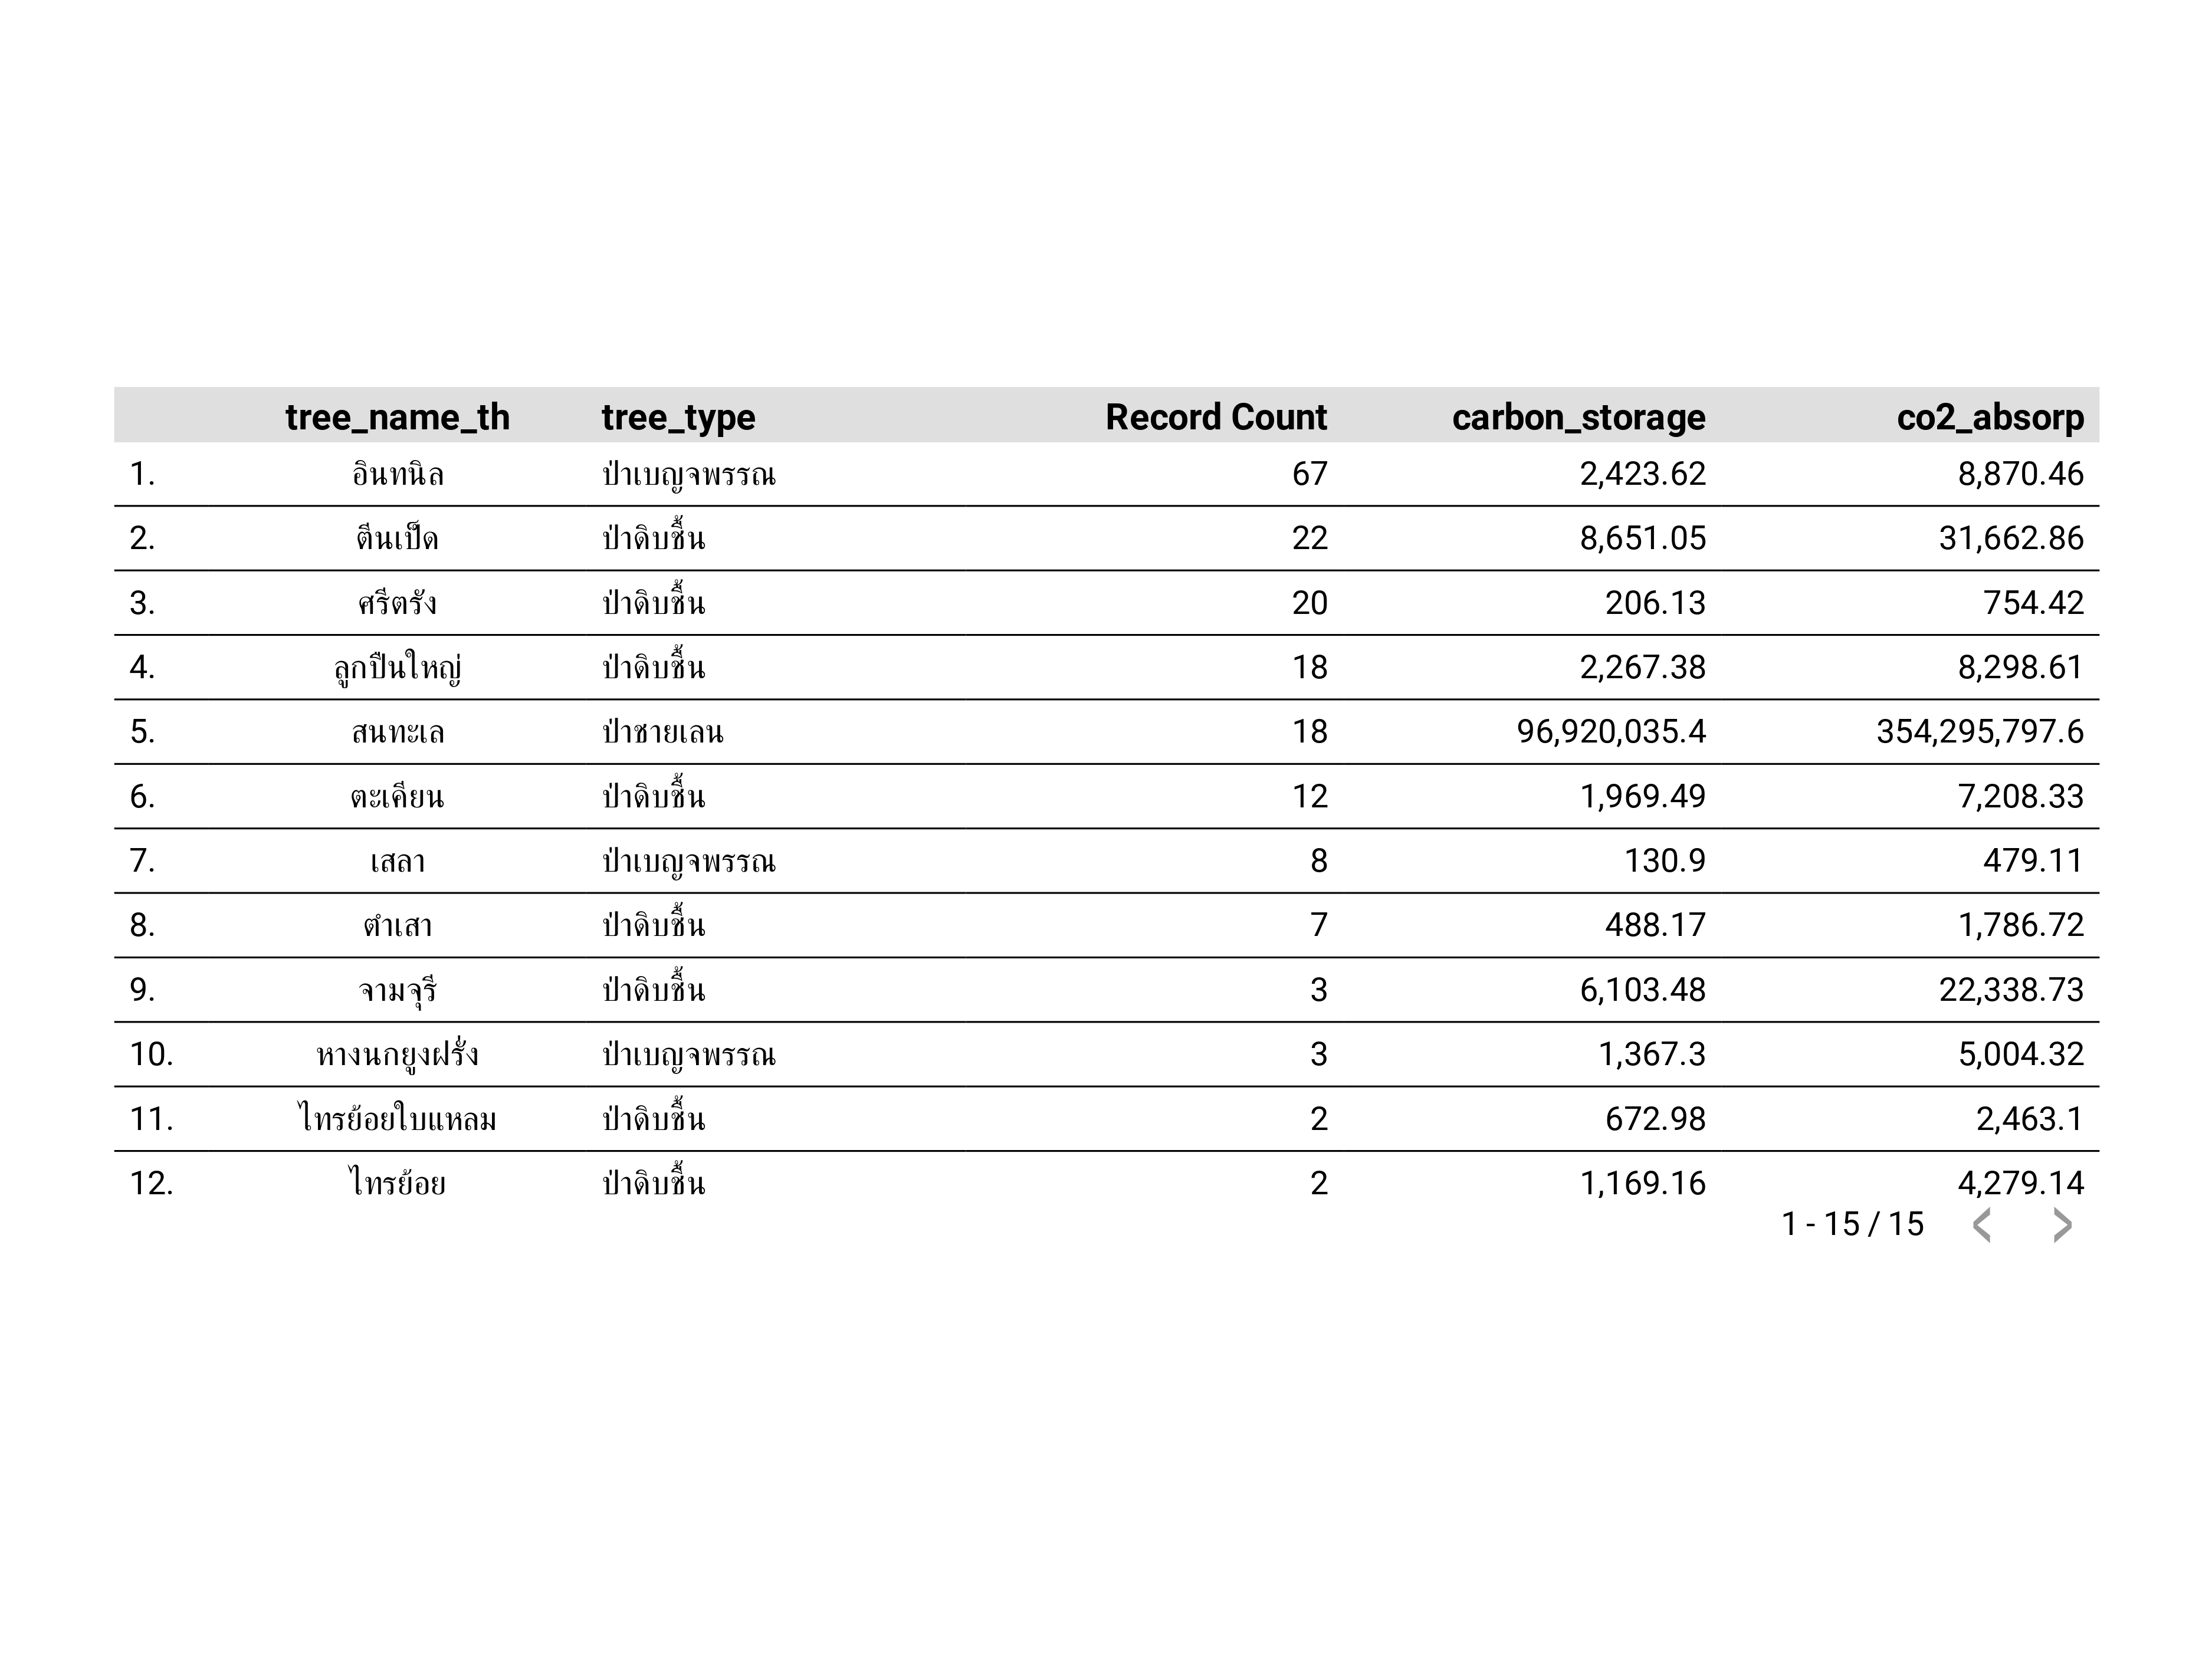 tree_name_th tree_type Record Count carbon_storage co2_absorp
1. อินทนิล ป่าเบญจพรรณ 67 2,423.62 8,870.46
2. ตีนเป็ด ป่าดิบชื้น 22 8,651.05 31,662.86
3. ศรีตรัง ป่าดิบชื้น 20 206.13 754.42
4. ลูกปืนใหญ่ ป่าดิบชื้น 18 2,267.38 8,298.61
5. สนทะเล ป่าชายเลน 18 96,920,035.4 354,295,797.6
6. ตะเคียน ป่าดิบชื้น 12 1,969.49 7,208.33
7. เสลา ป่าเบญจพรรณ 8 130.9 479.11
8. ตำเสา ป่าดิบชื้น 7 488.17 1,786.72
9. จามจุรี ป่าดิบชื้น 3 6,103.48 22,338.73
10. หางนกยูงฝรั่ง ป่าเบญจพรรณ 3 1,367.3 5,004.32
11. ไทรย้อยใบแหลม ป่าดิบชื้น 2 672.98 2,463.1
12. ไทรย้อย ป่าดิบชื้น 2 1,169.16 4,279.14
1 - 15 / 15